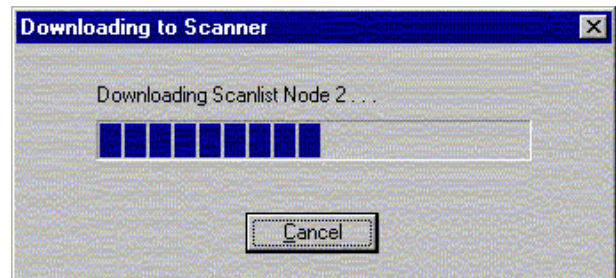 Downloading to Scanner
Downloading Scanlist Node 2 . . .
Cancel